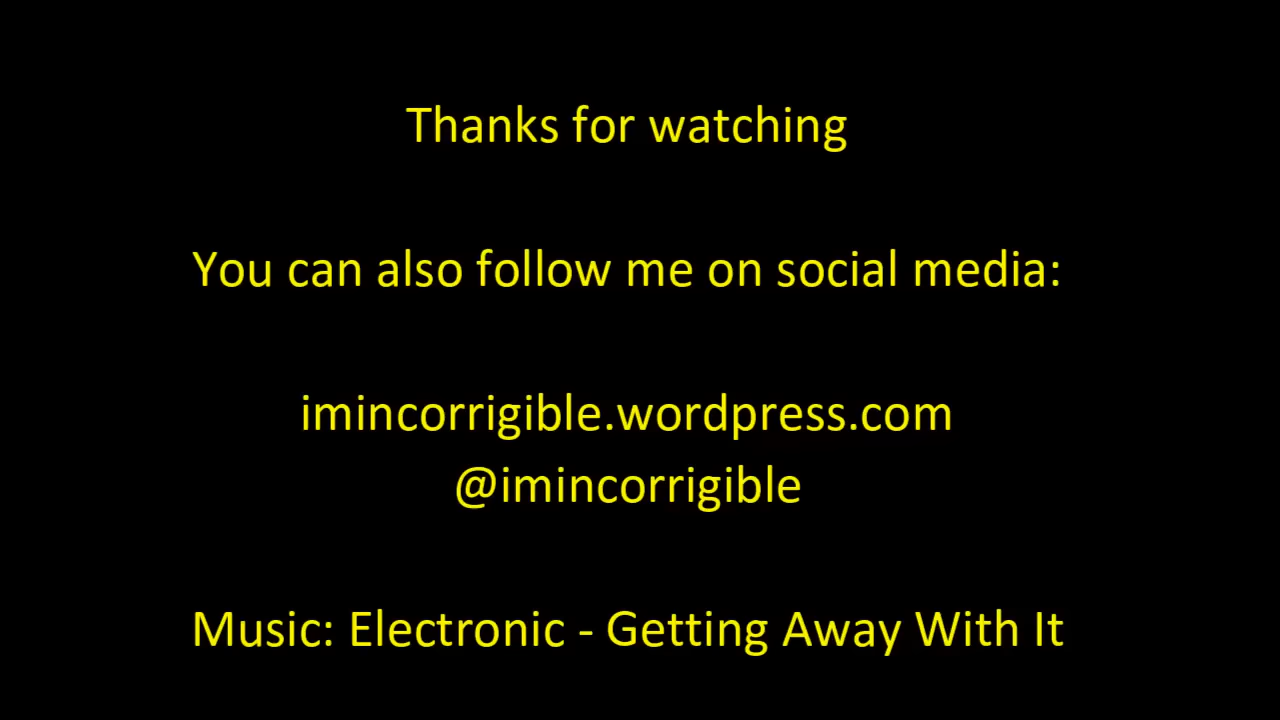 Thanks for watching
You can also follow me on social media:
imincorrigible.wordpress.com
@imincorrigible
Music: Electronic - Getting Away With It